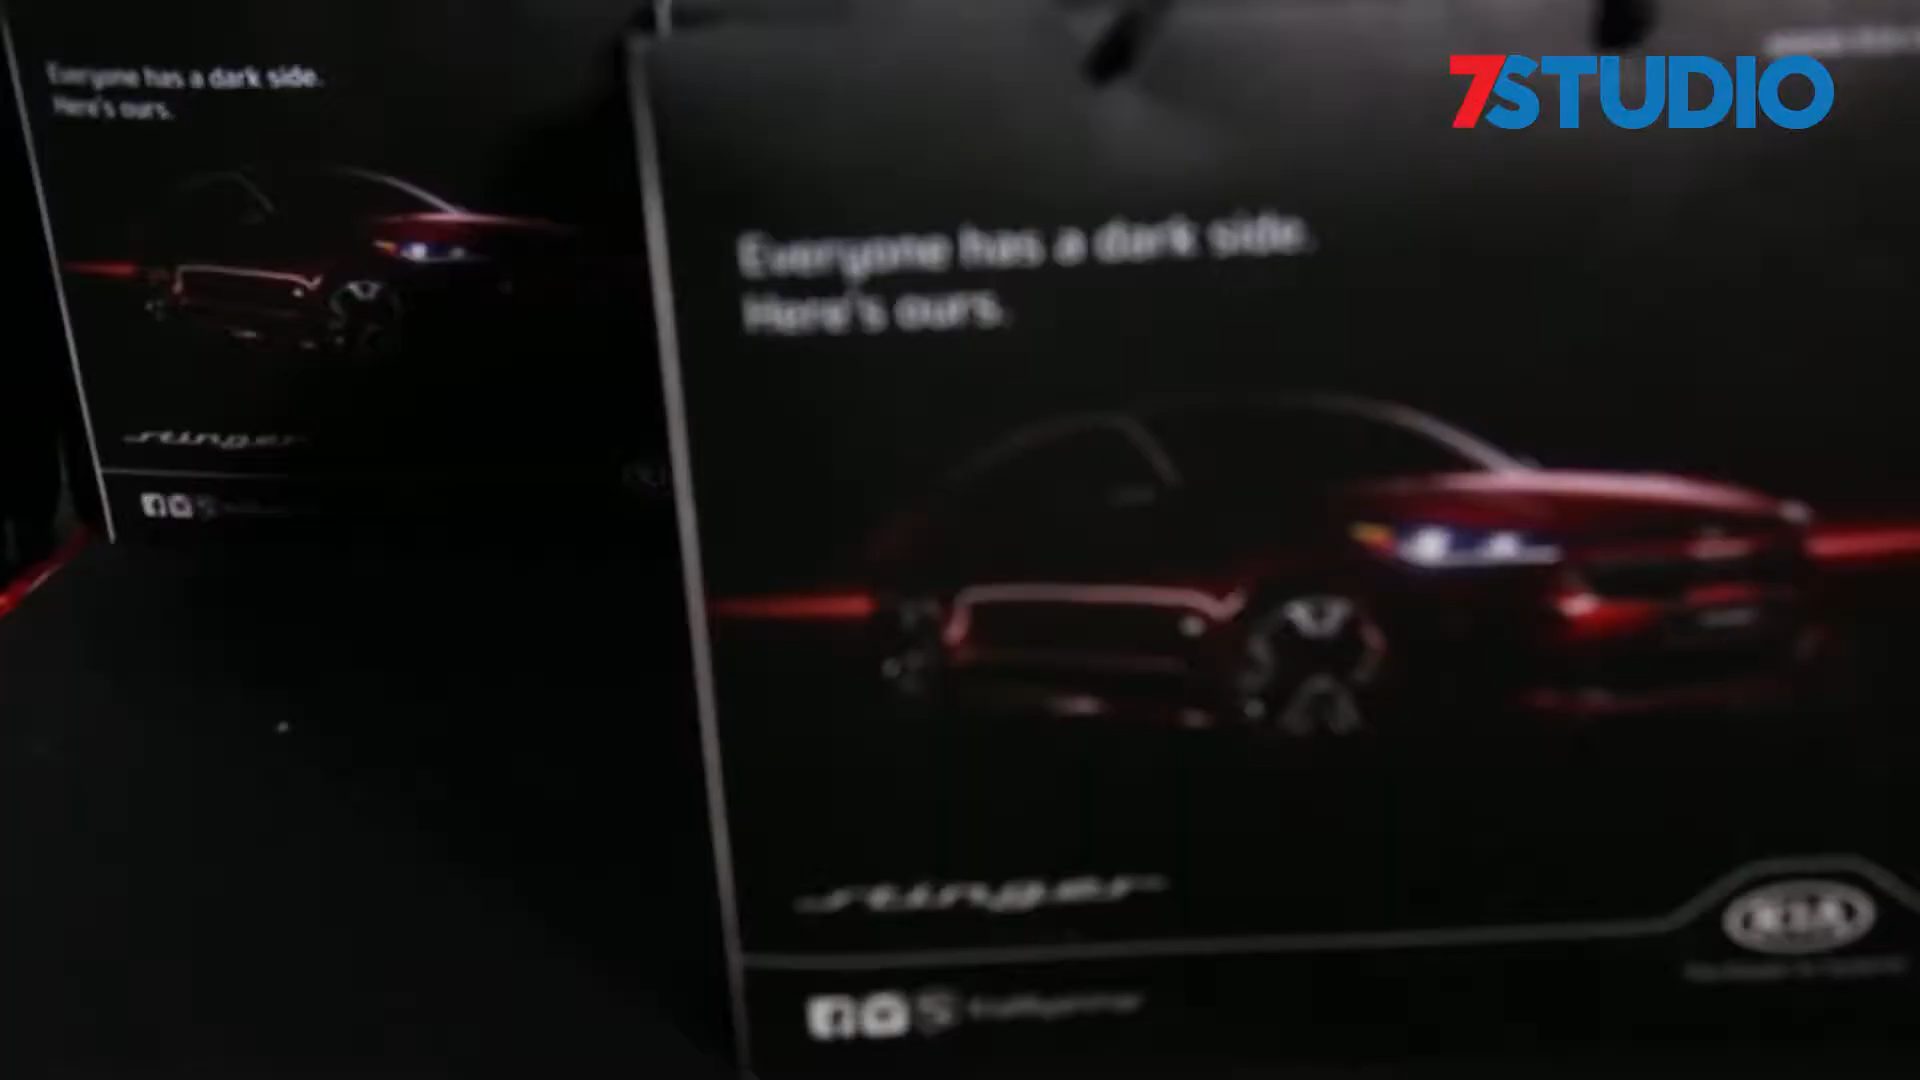 Everyone has a dark side.
Here's ours.
stinger
7STUDIO
Everyone has a dark side.
Here's ours.
stinger
KIA